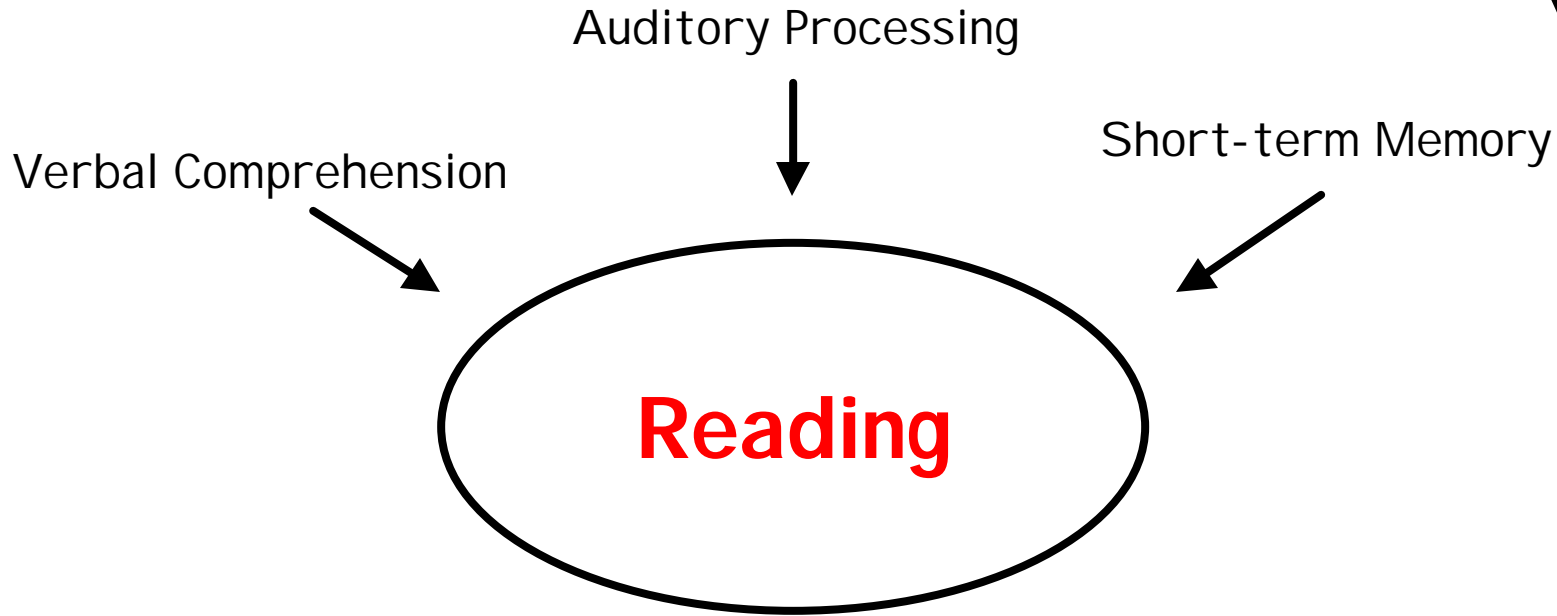 Auditory Processing
Short-term Memory
Verbal Comprehension
Reading